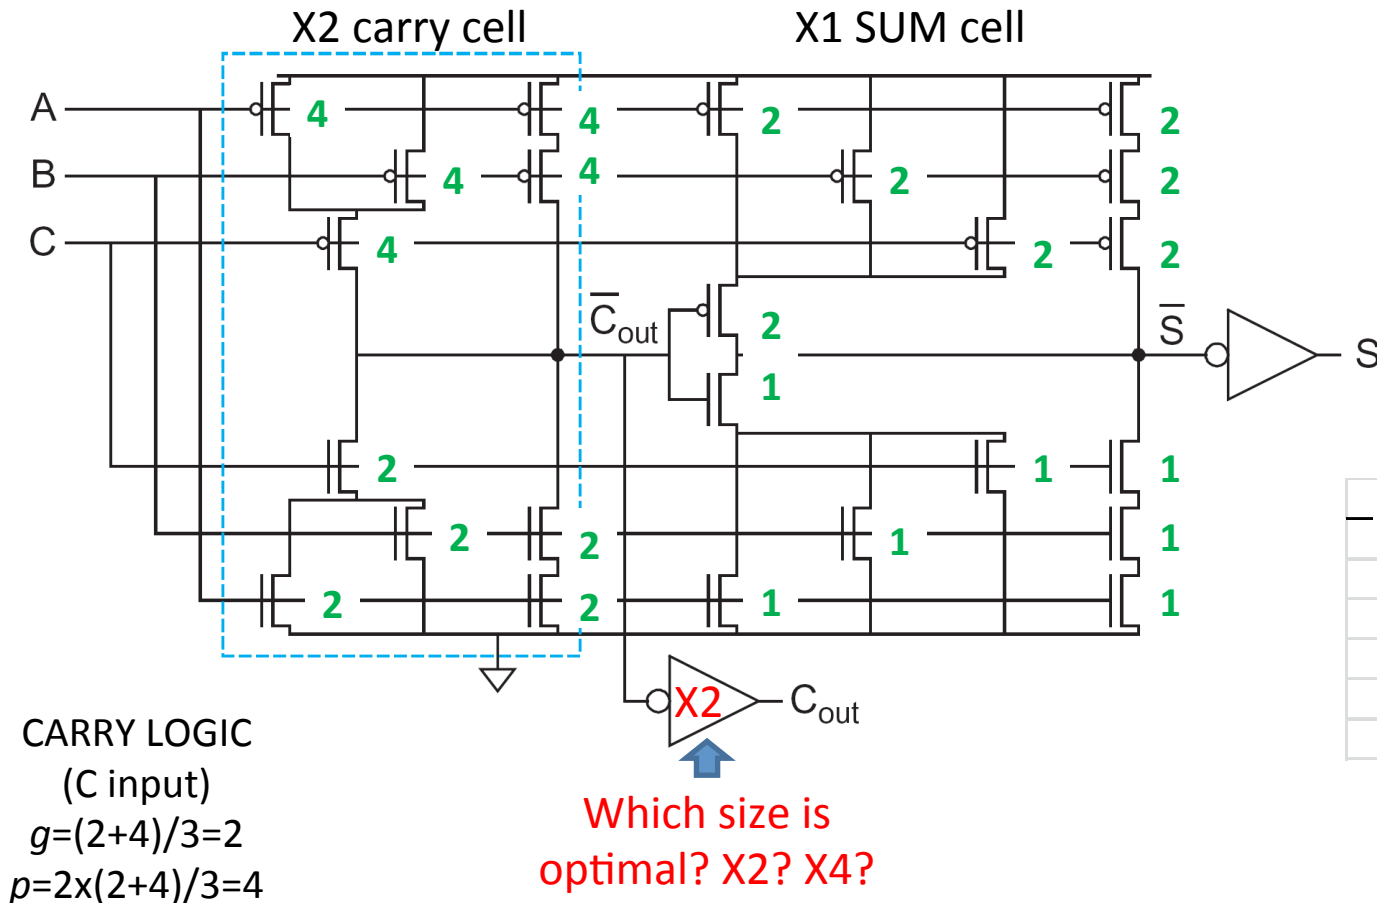 X2 carry cell
X1 SUM cell
A
4
4
2
2
B
4
4
2
2
C
4
2
2
C̅out
2
S̅
S
1
2
1
1
2
2
1
1
2
2
1
1
X2
Cout
CARRY LOGIC
(C input)
g=(2+4)/3=2
p=2x(2+4)/3=4
Which size is
optimal? X2? X4?